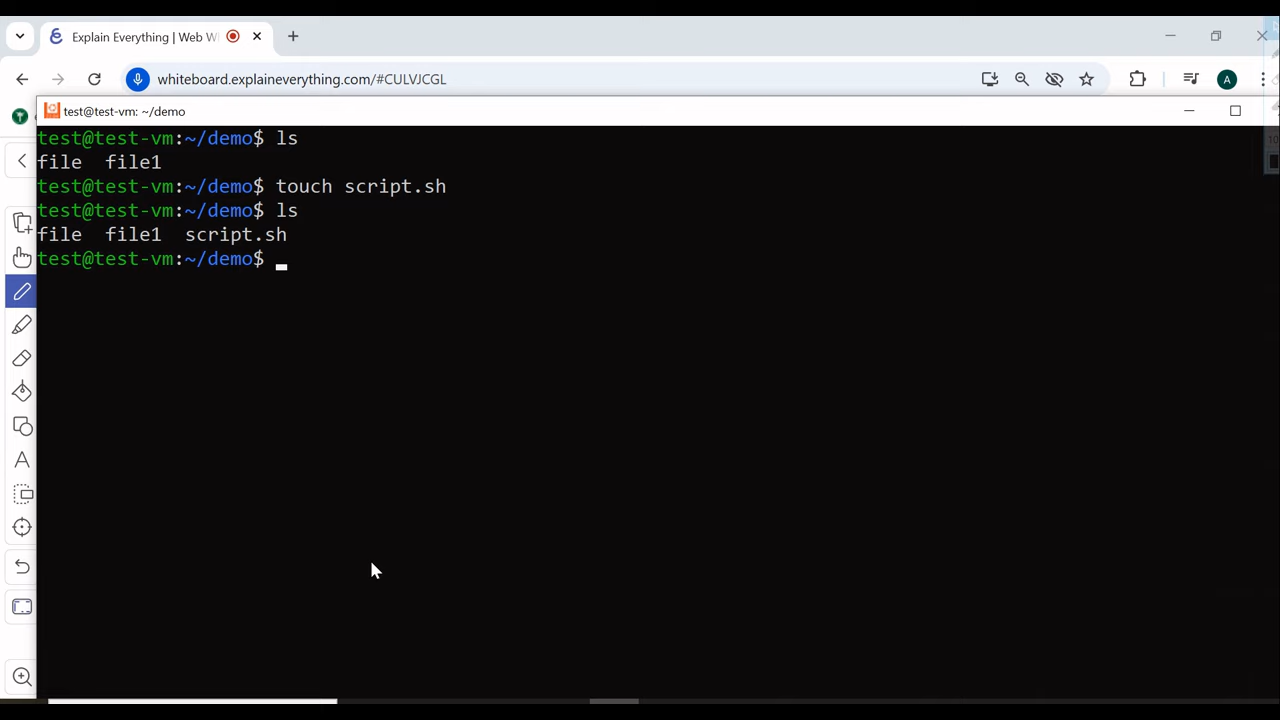 Explain Everything | Web W
whiteboard.explaineverything.com/#CULVJCGL
A
test@test-vm: ~/demo
test@test-vm:~/demo$ ls
file file1
test@test-vm:~/demo$ touch script.sh
test@test-vm:~/demo$ ls
file file1 script.sh
test@test-vm:~/demo$